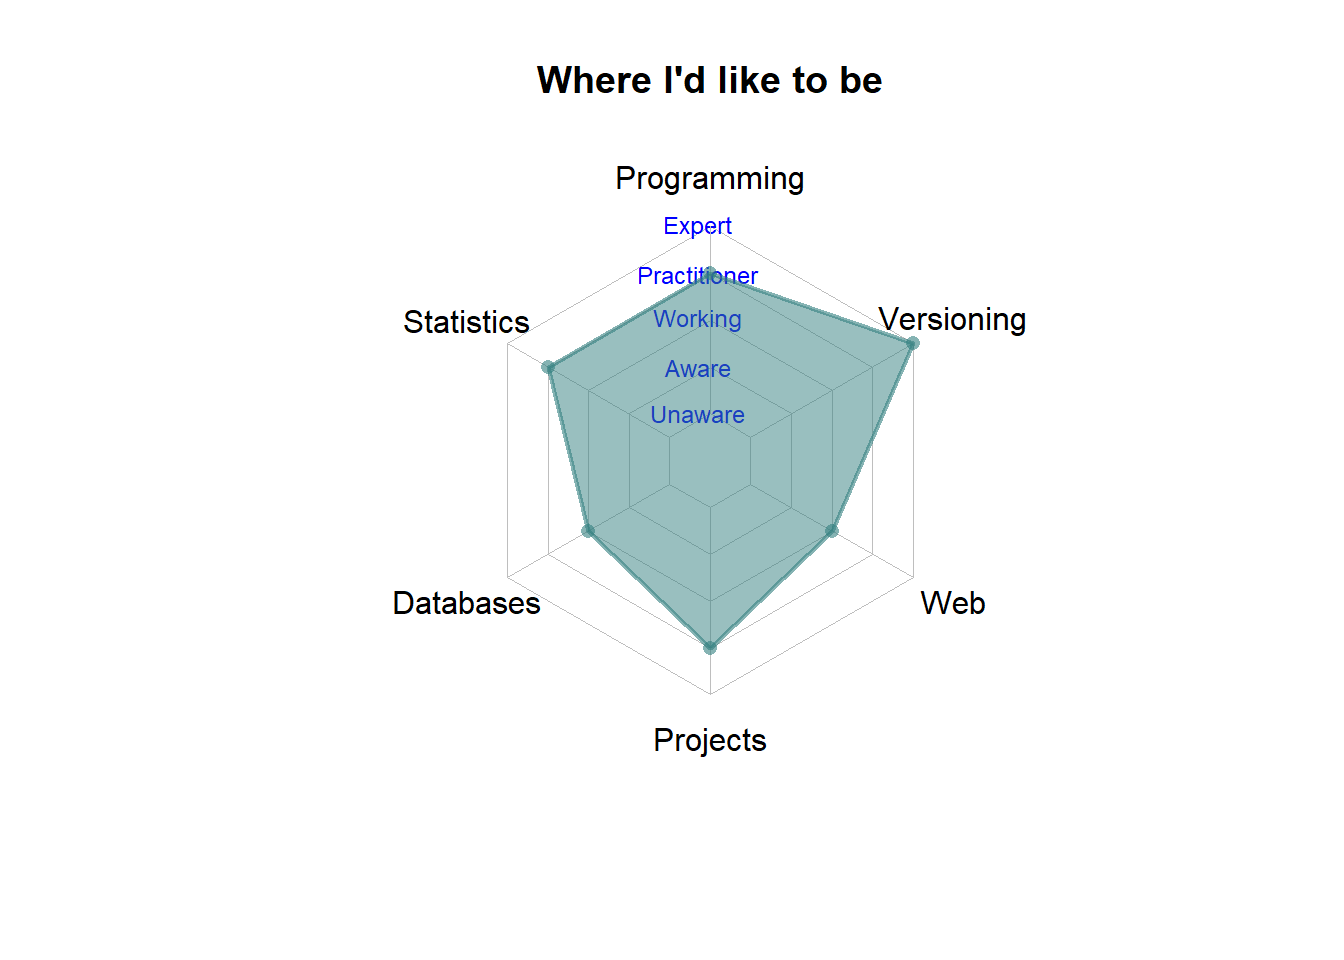 Where I'd like to be
Programming
Expert
Practitioner
Working
Aware
Unaware
Statistics
Versioning
Databases
Web
Projects